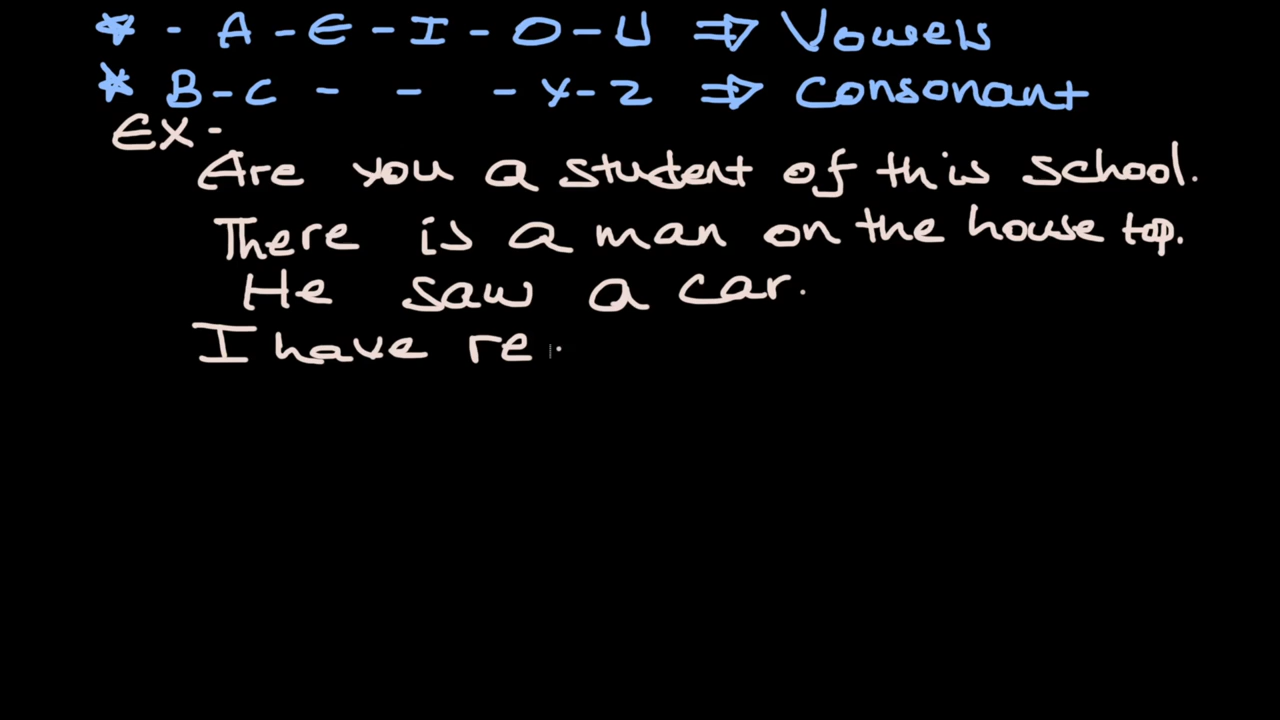 * - A - E - I - O - U ⇒ Vowels
* B - C - - - Y - Z ⇒ Consonant
EX -
Are you a student of this school.
There is a man on the house top.
He saw a car.
I have re